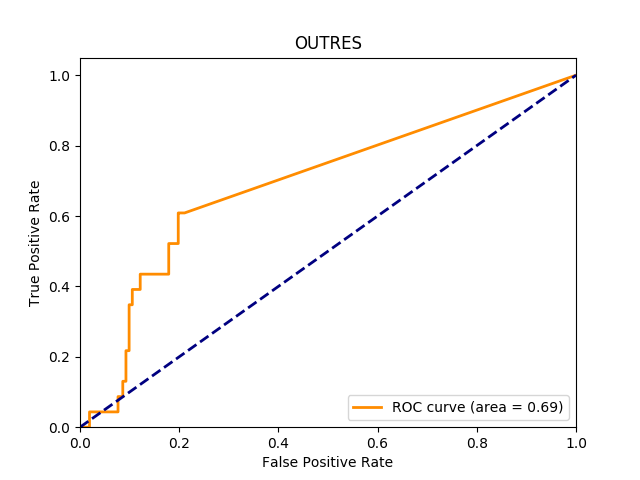 OUTRES
1.0
0.8
0.6
0.4
0.2
0.0
True Positive Rate
0.0 0.2 0.4 0.6 0.8 1.0
False Positive Rate
ROC curve (area = 0.69)